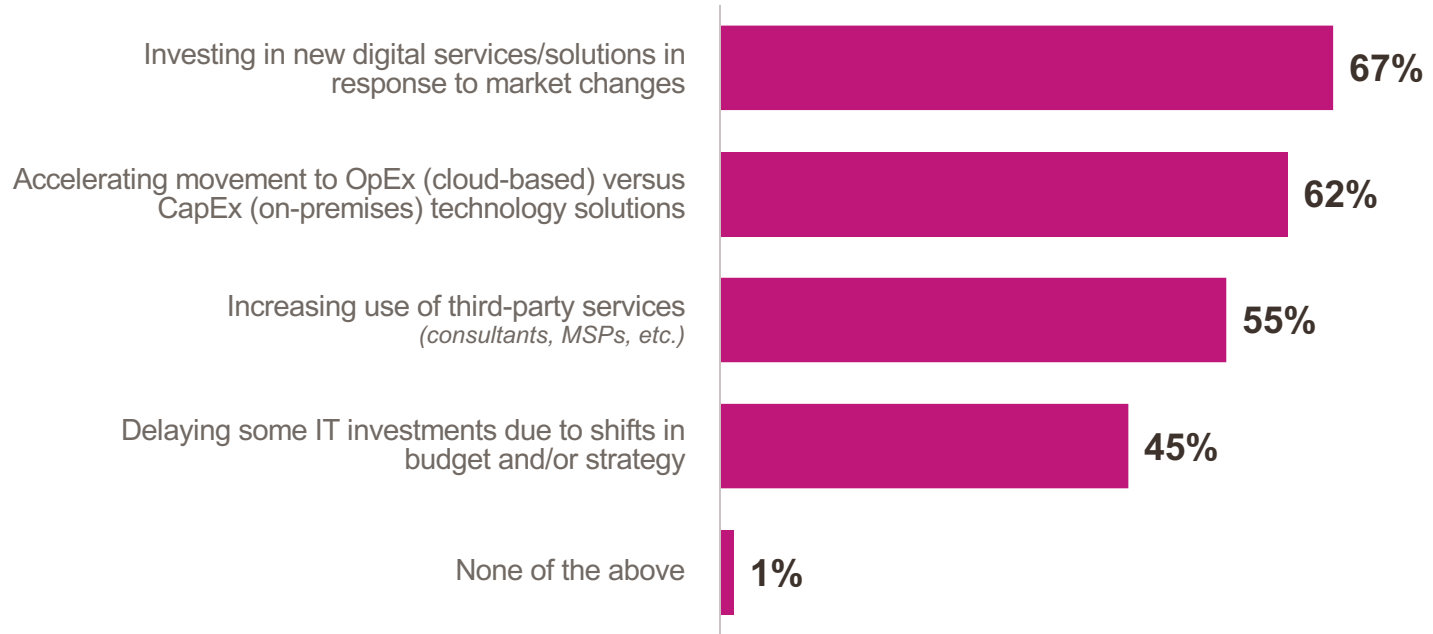 Investing in new digital services/solutions in
response to market changes
67%
Accelerating movement to OpEx (cloud-based) versus
CapEx (on-premises) technology solutions
62%
Increasing use of third-party services
(consultants, MSPs, etc.)
55%
Delaying some IT investments due to shifts in
budget and/or strategy
45%
None of the above
1%